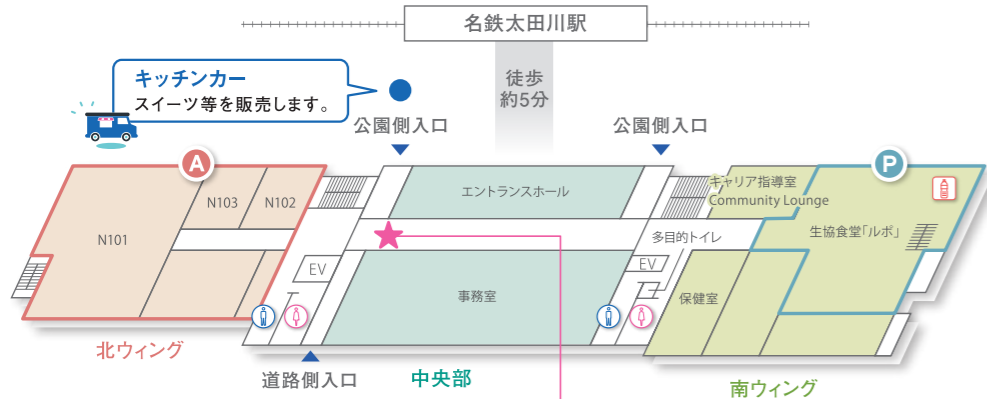 名鉄太田川駅
キッチンカー
スイーツ等を販売します。
徒歩
約5分
公園側入口
公園側入口
A
P
N101
N103
N102
エントランスホール
キャリア指導室
Community Lounge
生協食堂「ルポ」
多目的トイレ
EV
EV
事務室
保健室
北ウィング
道路側入口
中央部
南ウィング